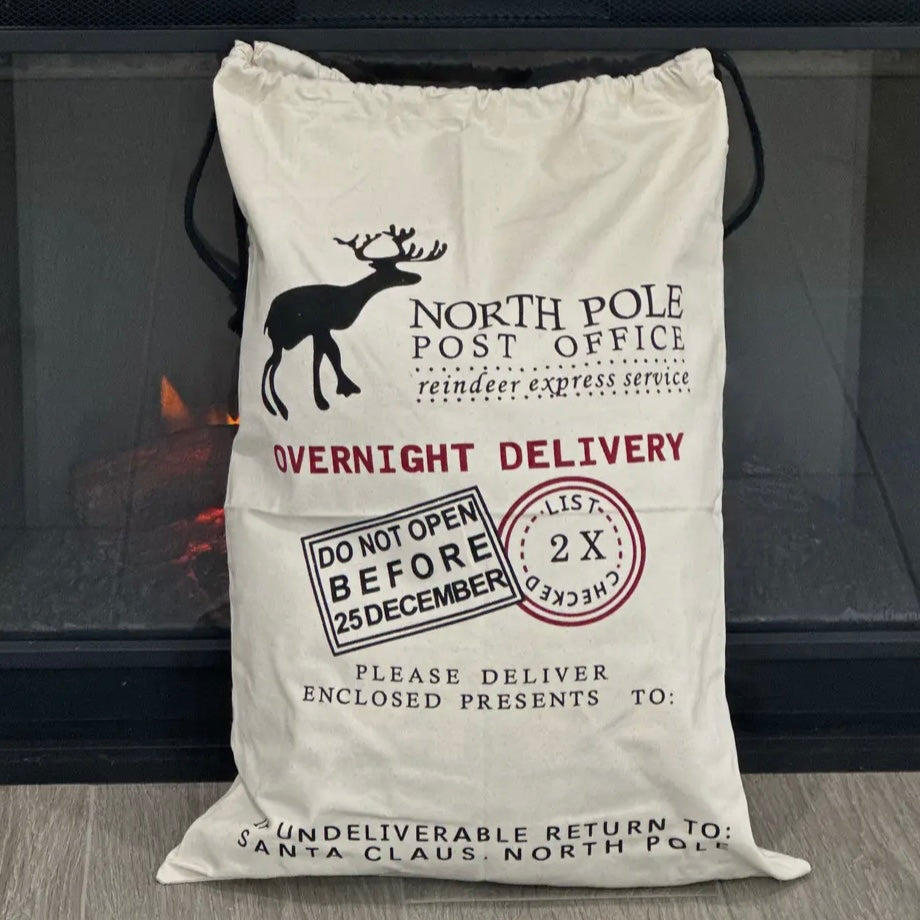 NORTH POLE
POST OFFICE
reindeer express service
OVERNIGHT DELIVERY
DO NOT OPEN
BEFORE
25 DECEMBER
LIST
2 X
CHECKED
PLEASE DELIVER
ENCLOSED PRESENTS TO:
UNDELIVERABLE RETURN TO:
SANTA CLAUS. NORTH POLE